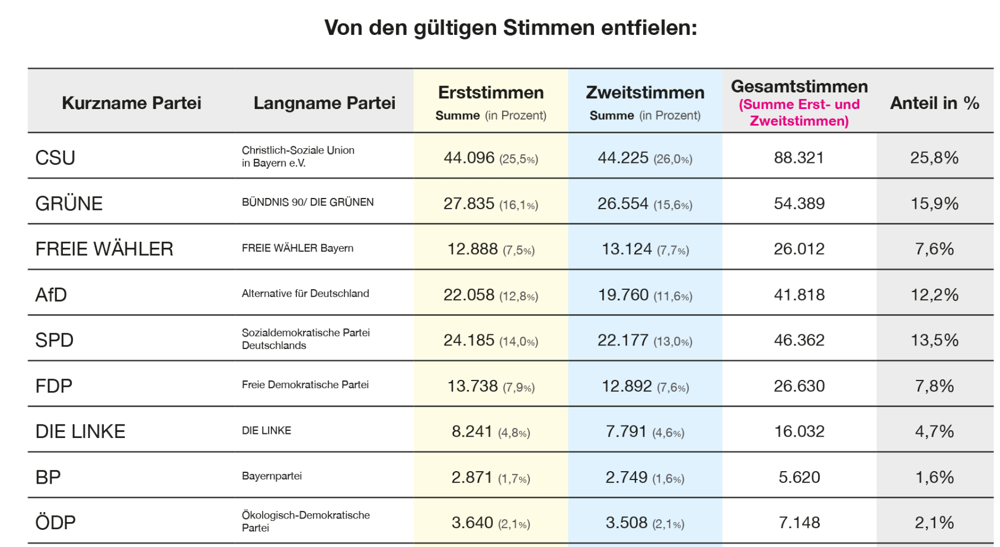 Von den gültigen Stimmen entfielen:
Kurzname Partei Langname Partei Erststimmen Summe (in Prozent) Zweitstimmen Summe (in Prozent) Gesamtstimmen (Summe Erst- und Zweitstimmen) Anteil in %
CSU Christlich-Soziale Union in Bayern e.V. 44.096 (25,5%) 44.225 (26,0%) 88.321 25,8%
GRÜNE BÜNDNIS 90/ DIE GRÜNEN 27.835 (16,1%) 26.554 (15,6%) 54.389 15,9%
FREIE WÄHLER FREIE WÄHLER Bayern 12.888 (7,5%) 13.124 (7,7%) 26.012 7,6%
AfD Alternative für Deutschland 22.058 (12,8%) 19.760 (11,6%) 41.818 12,2%
SPD Sozialdemokratische Partei Deutschlands 24.185 (14,0%) 22.177 (13,0%) 46.362 13,5%
FDP Freie Demokratische Partei 13.738 (7,9%) 12.892 (7,6%) 26.630 7,8%
DIE LINKE DIE LINKE 8.241 (4,8%) 7.791 (4,6%) 16.032 4,7%
BP Bayernpartei 2.871 (1,7%) 2.749 (1,6%) 5.620 1,6%
ÖDP Ökologisch-Demokratische Partei 3.640 (2,1%) 3.508 (2,1%) 7.148 2,1%